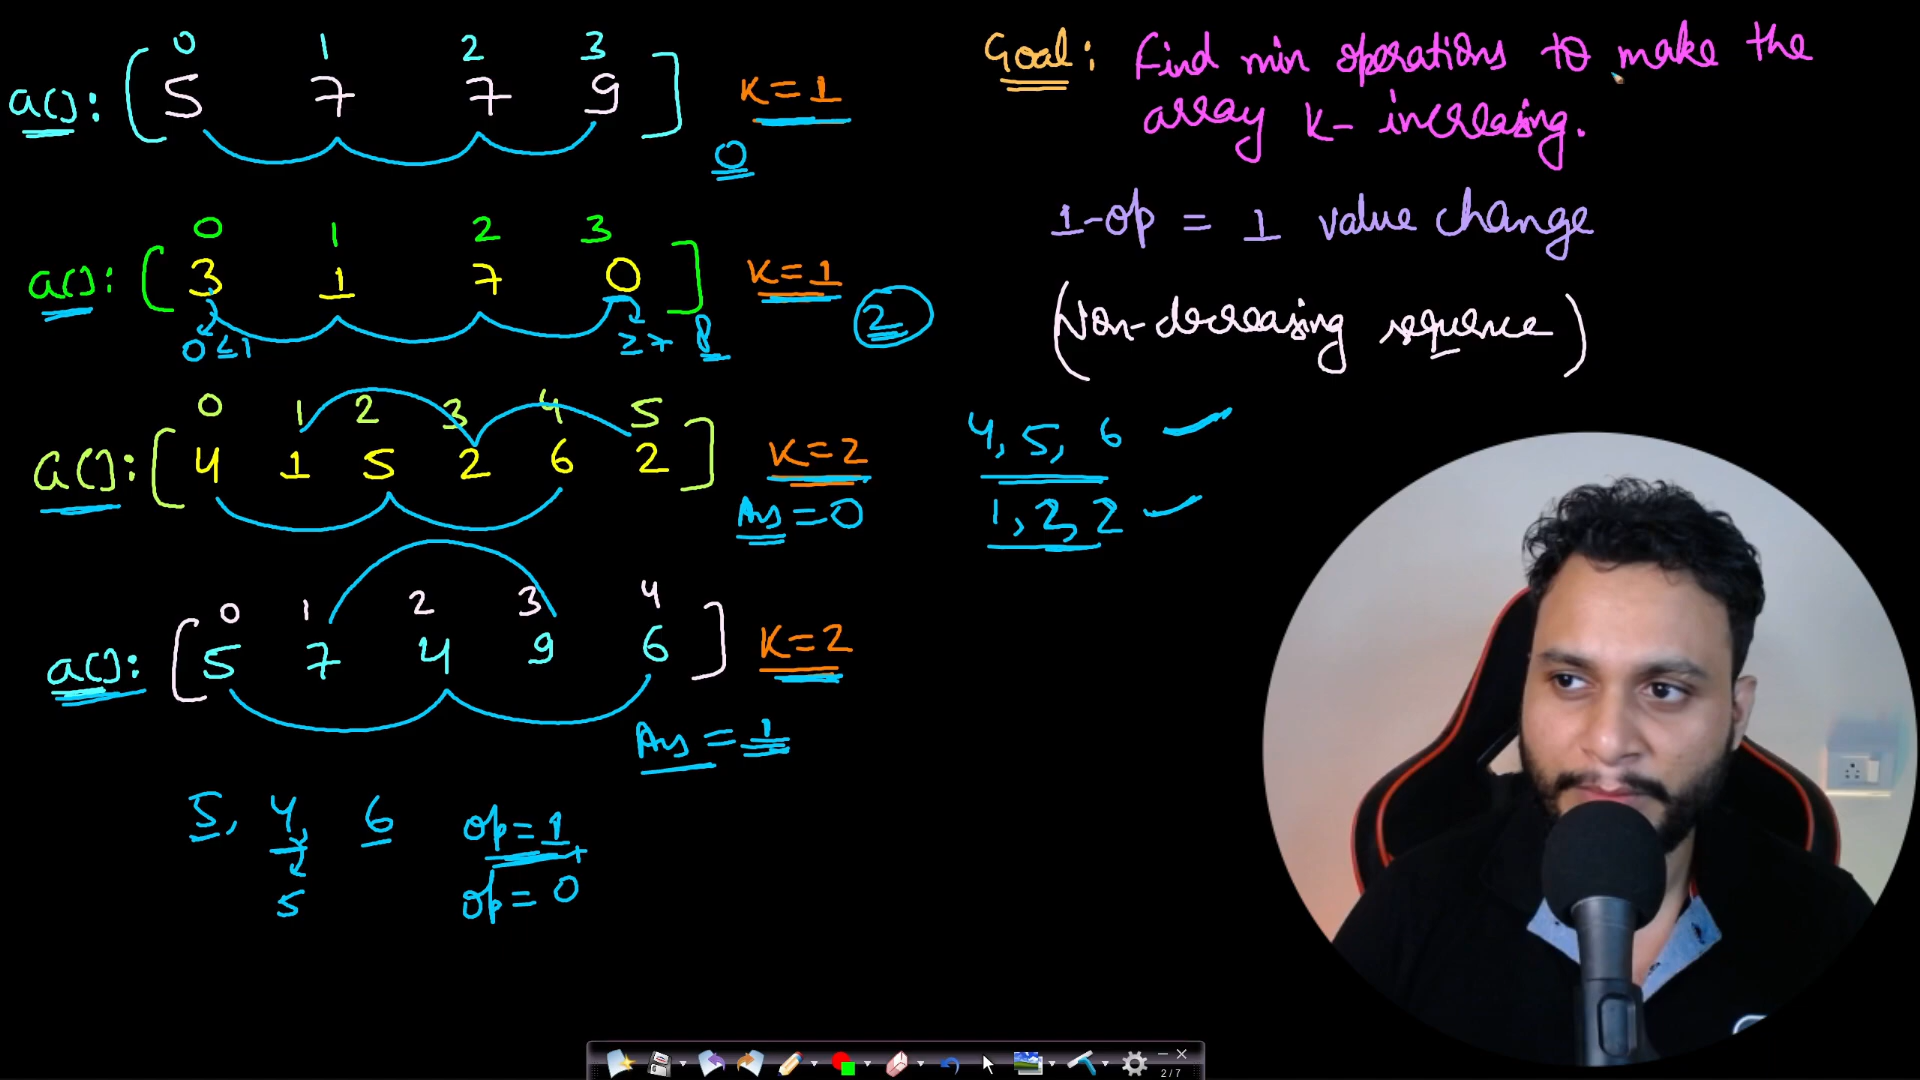 0 1 2 3
a[]: [ 5 7 7 9 ] K=1
0
0 1 2 3
a[]: [ 3 1 7 0 ] K=1
2
0≤1 ≥7 8
0 1 2 3 4 5
a[]: [ 4 1 5 2 6 2 ] K=2
Ans=0
0 1 2 3 4
a[]: [ 5 7 4 9 6 ] K=2
Ans=1
5, 4, 6 op=1
5 op=0
Goal: Find min operations to make the
array K-increasing.
1-op = 1 value change
(Non-decreasing sequence)
4, 5, 6
1, 2, 2
2/7